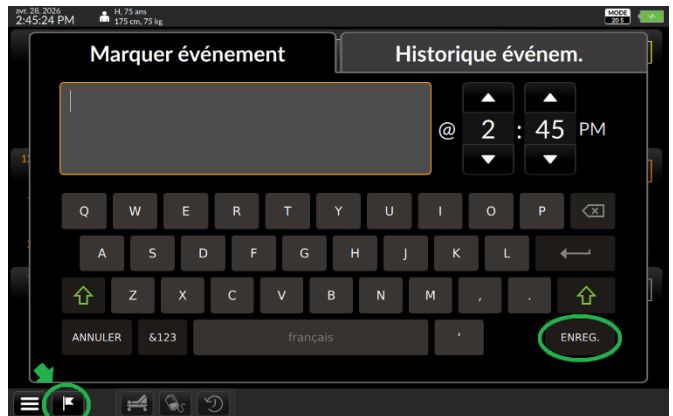 avr. 28, 2026
2:45:24 PM
H, 75 ans
175 cm, 75 kg
MODE
20 S
Marquer événement
Historique événem.
@ 2 : 45 PM
Q W E R T Y U I O P
A S D F G H J K L
Z X C V B N M , .
ANNULER &123 français ' ENREG.